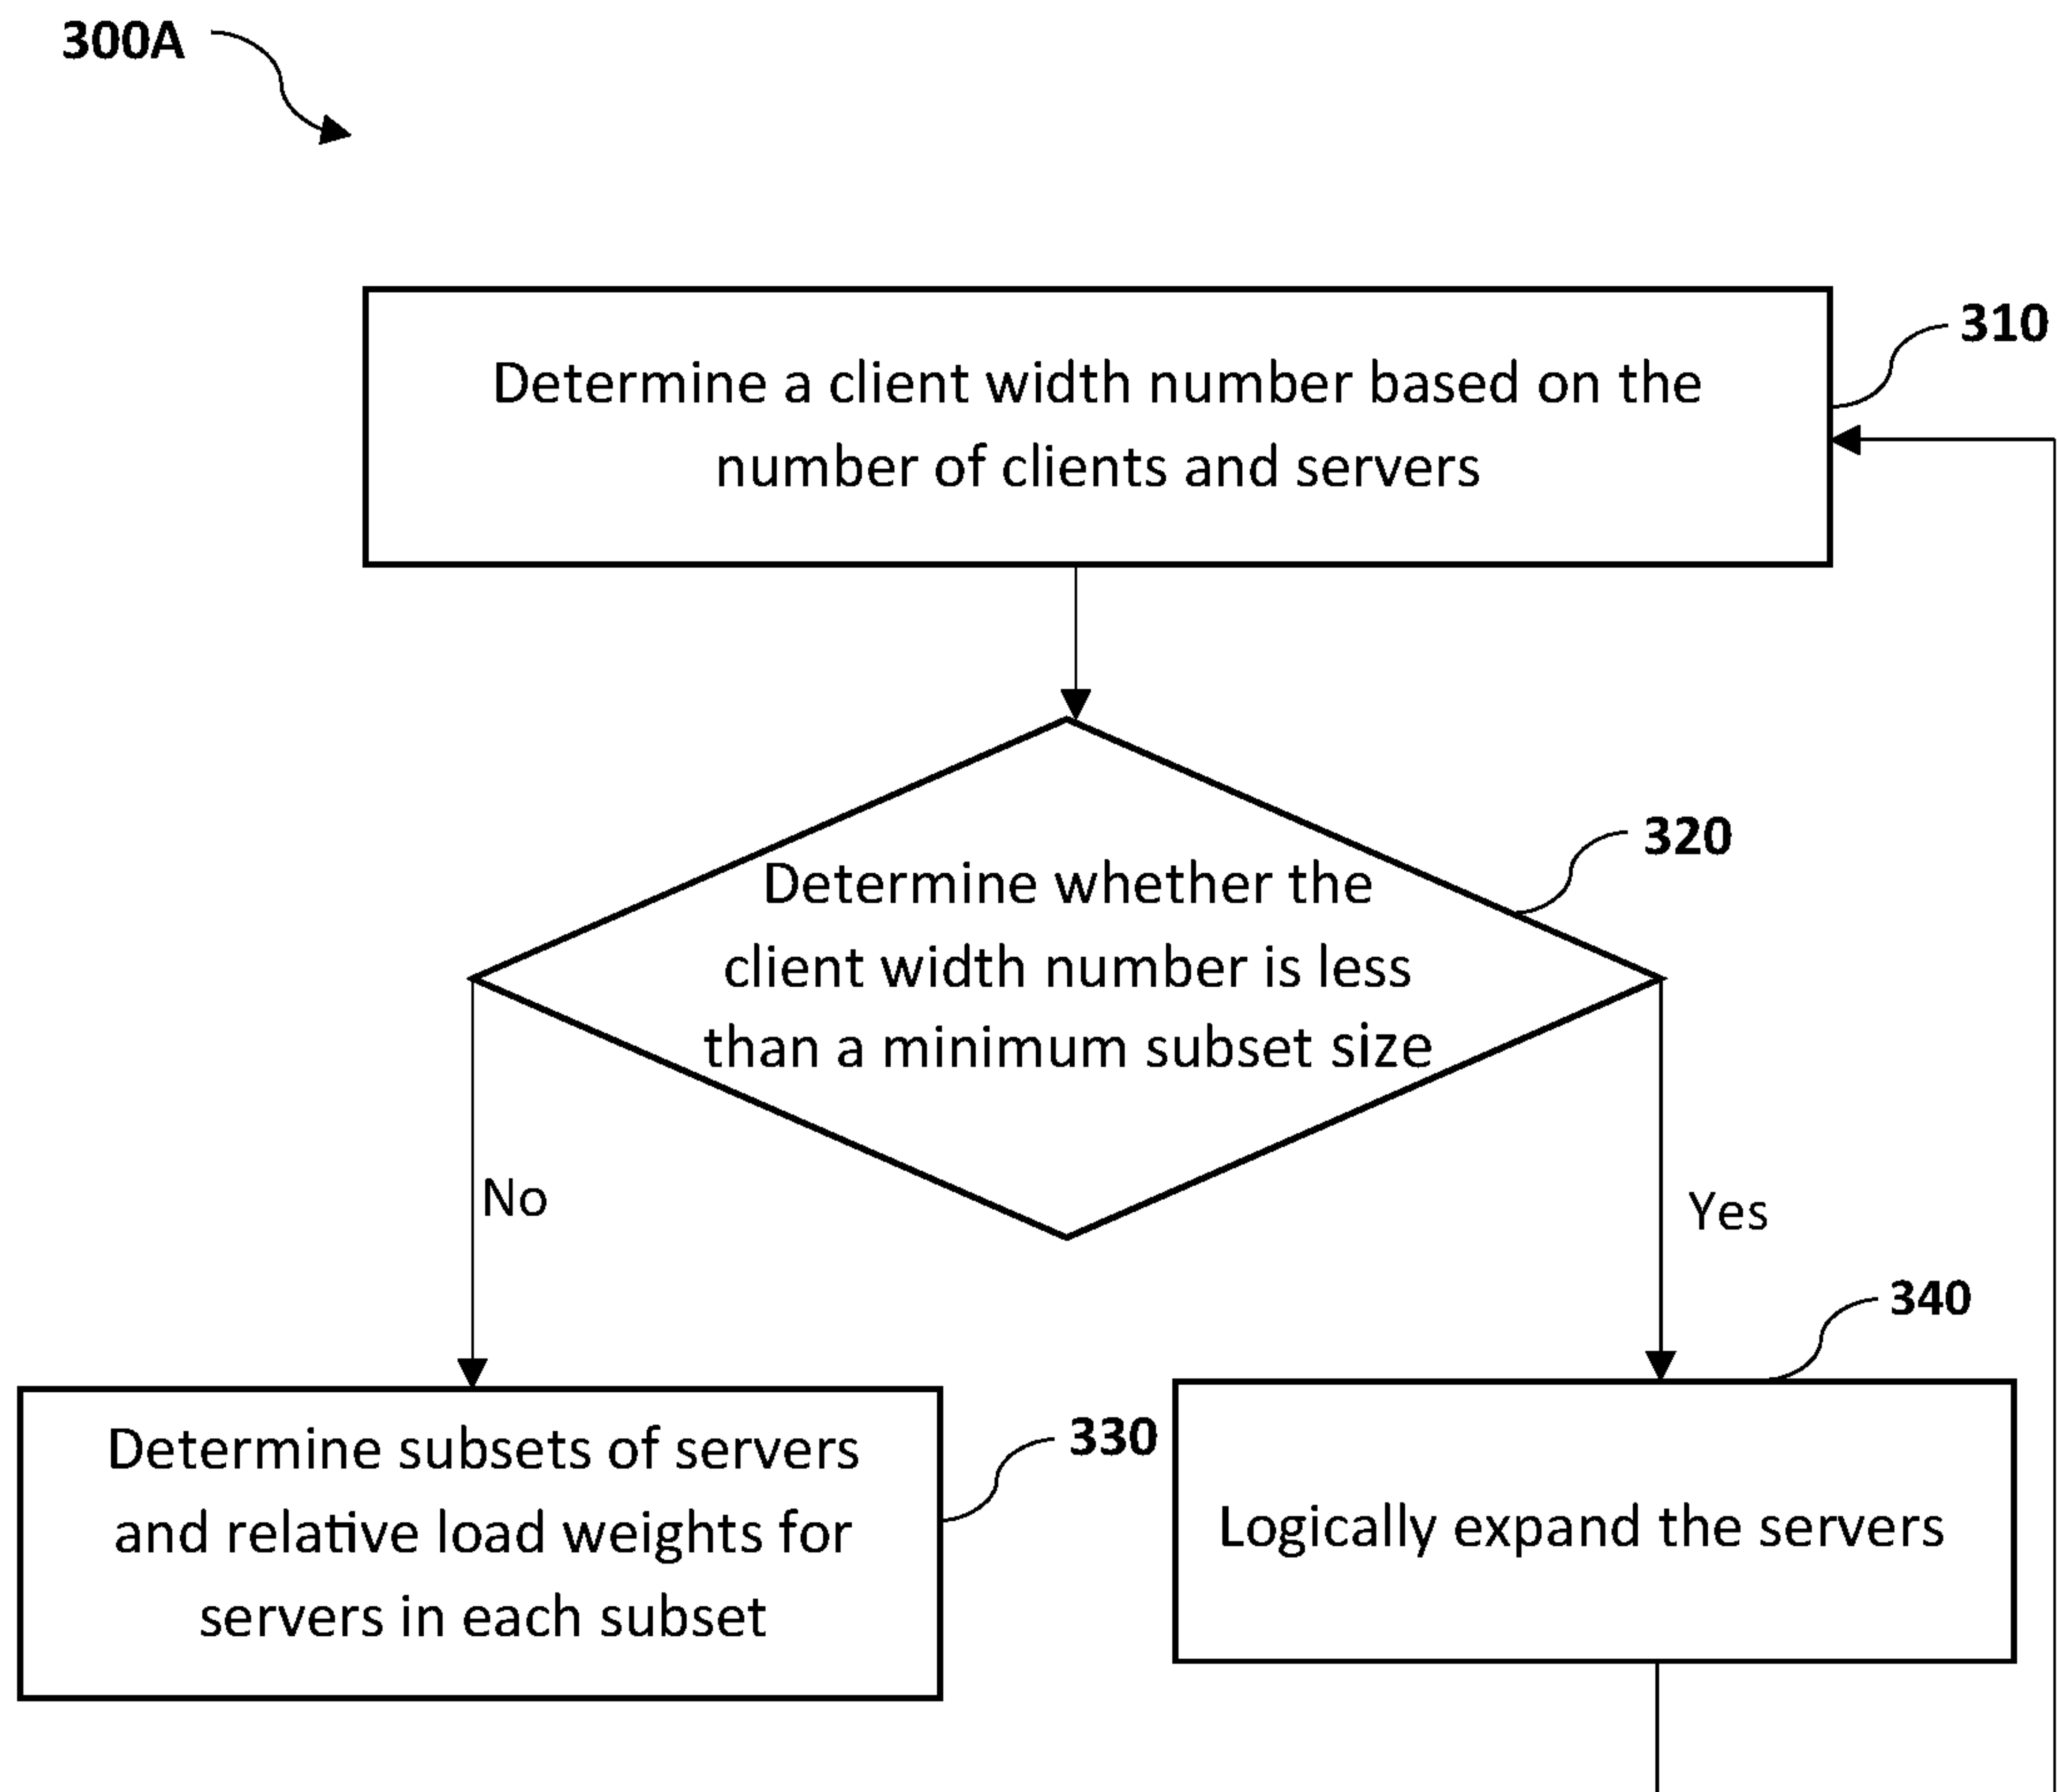 300A
310
Determine a client width number based on the
number of clients and servers
320
Determine whether the
client width number is less
than a minimum subset size
No
Yes
340
330
Determine subsets of servers
and relative load weights for
servers in each subset
Logically expand the servers